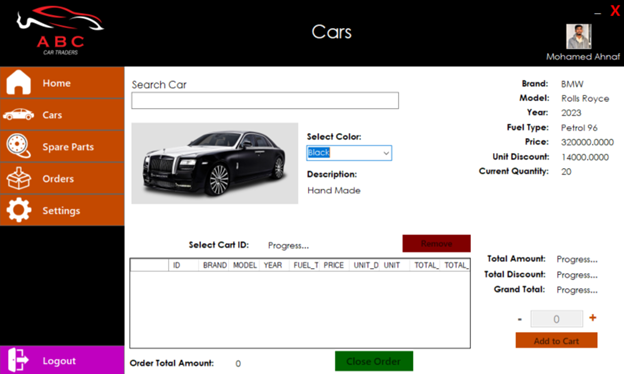 ABC
CAR TRADERS
Cars
_ X
Mohamed Ahnaf
Home
Cars
Spare Parts
Orders
Settings
Logout
Search Car
Select Color:
Black
Description:
Hand Made
Brand: BMW
Model: Rolls Royce
Year: 2023
Fuel Type: Petrol 96
Price: 320000.0000
Unit Discount: 14000.0000
Current Quantity: 20
Select Cart ID: Progress...
Remove
ID BRAND MODEL YEAR FUEL_T PRICE UNIT_D UNIT TOTAL_ TOTAL_
Total Amount: Progress...
Total Discount: Progress...
Grand Total: Progress...
- 0 +
Add to Cart
Order Total Amount: 0
Close Order